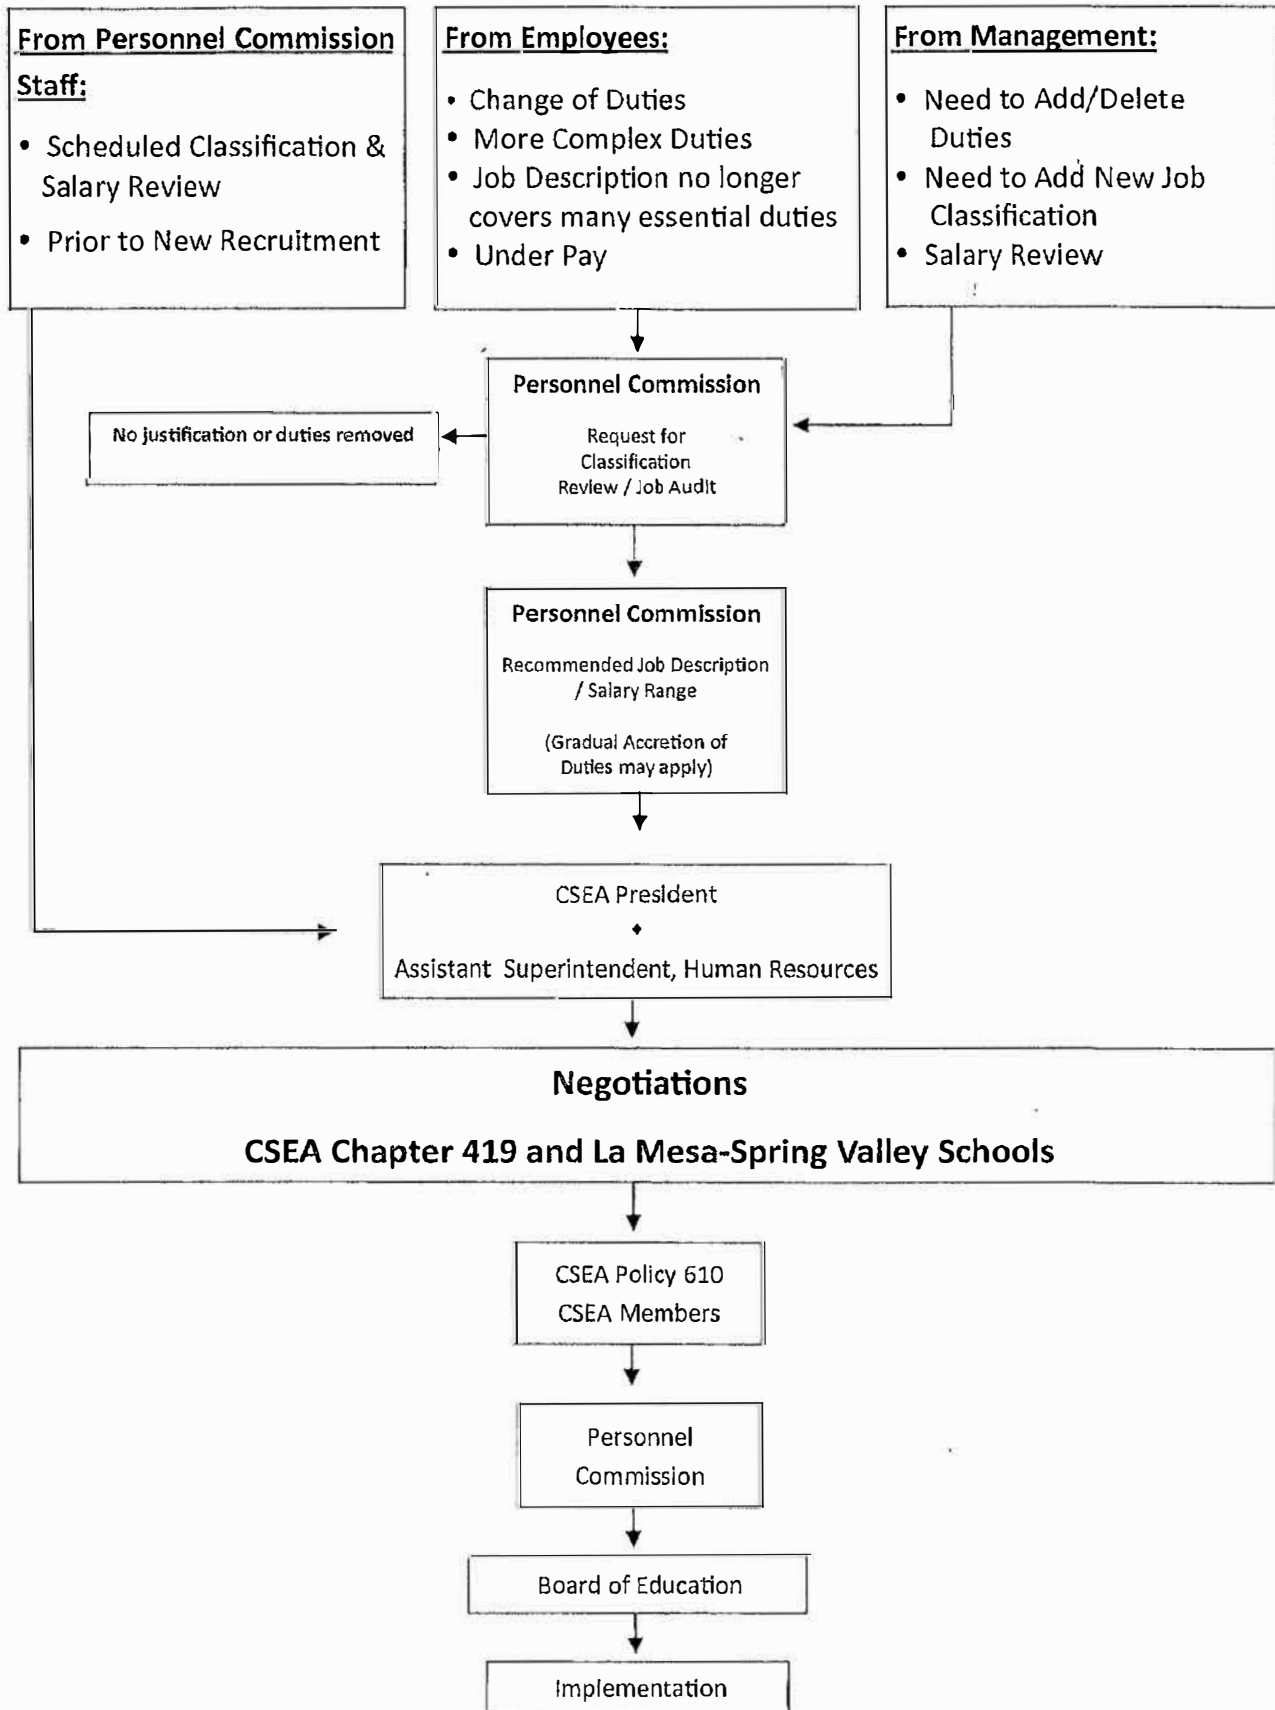 From Personnel Commission
Staff:
• Scheduled Classification &
Salary Review
• Prior to New Recruitment
From Employees:
• Change of Duties
• More Complex Duties
• Job Description no longer
covers many essential duties
• Under Pay
From Management:
• Need to Add/Delete
Duties
• Need to Add New Job
Classification
• Salary Review
Personnel Commission
Request for
Classification
Review / Job Audit
No justification or duties removed
Personnel Commission
Recommended Job Description
/ Salary Range
(Gradual Accretion of
Duties may apply)
CSEA President
♦
Assistant Superintendent, Human Resources
Negotiations
CSEA Chapter 419 and La Mesa-Spring Valley Schools
CSEA Policy 610
CSEA Members
Personnel
Commission
Board of Education
Implementation